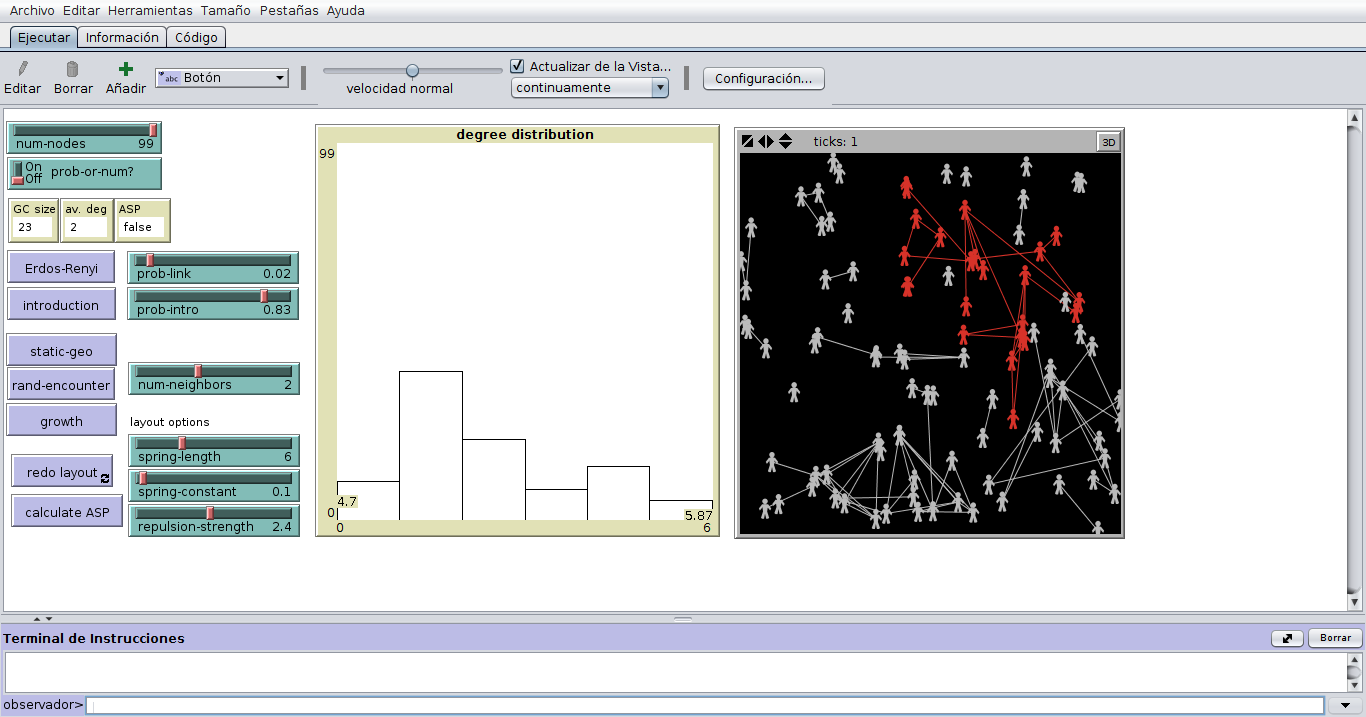 Archivo Editar Herramientas Tamaño Pestañas Ayuda
Ejecutar Información Código
Editar Borrar Añadir abc Botón velocidad normal Actualizar de la Vista... continuamente Configuración...
num-nodes 99
On Off prob-or-num?
GC size 23 av. deg 2 ASP false
Erdos-Renyi prob-link 0.02
introduction prob-intro 0.83
static-geo
rand-encounter num-neighbors 2
growth
layout options
spring-length 6
redo layout spring-constant 0.1
calculate ASP repulsion-strength 2.4
degree distribution
99
4.7
0
5.87
0 6
ticks: 1 3D
Terminal de Instrucciones Borrar
observador>